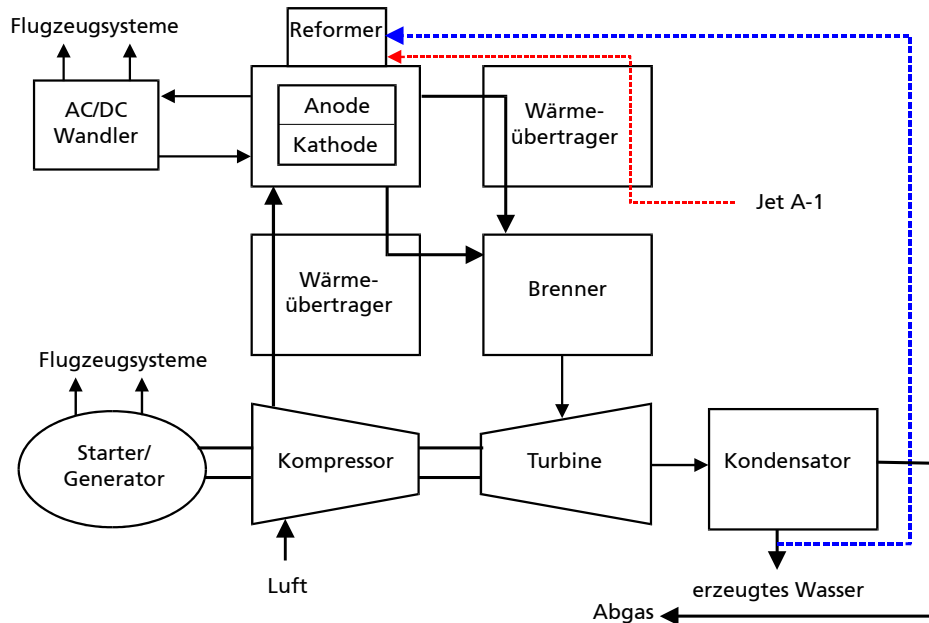 Flugzeugsysteme
Reformer
AC/DC
Wandler
Anode
Kathode
Wärme-
übertrager
Jet A-1
Wärme-
übertrager
Brenner
Flugzeugsysteme
Starter/
Generator
Kompressor
Turbine
Kondensator
Luft
erzeugtes Wasser
Abgas